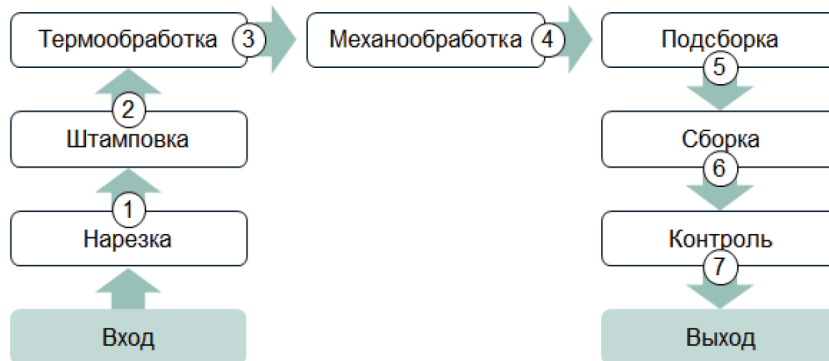 Термообработка
3
Механообработка
4
Подсборка
5
2
Штамповка
Сборка
6
1
Нарезка
Контроль
7
Вход
Выход